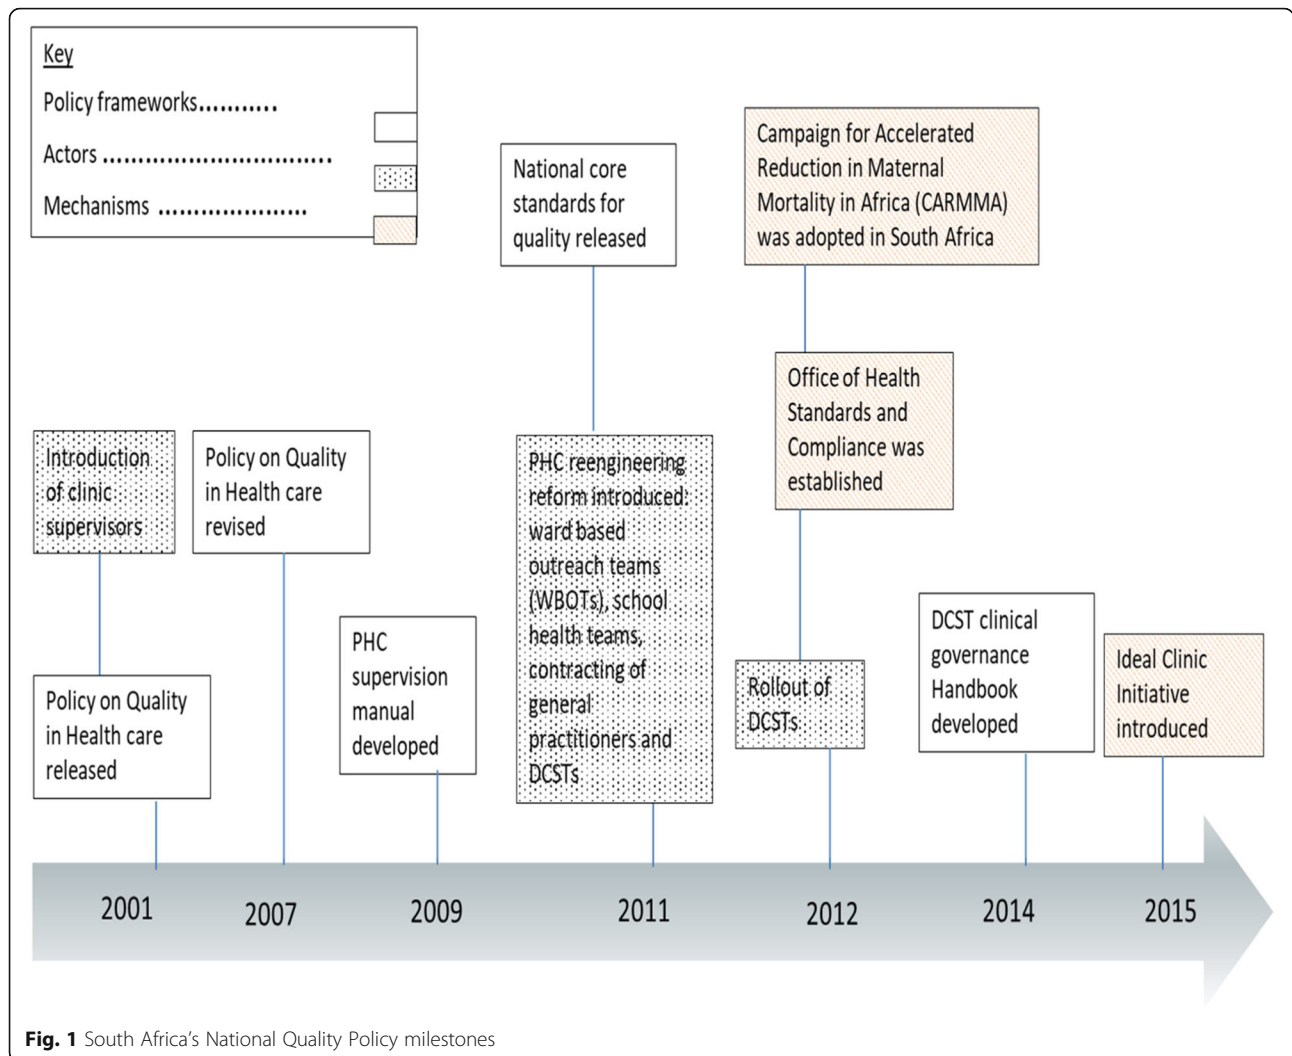 Key
Policy frameworks...........
Actors ................................
Mechanisms .....................
National core
standards for
quality released
Campaign for Accelerated
Reduction in Maternal
Mortality in Africa (CARMMA)
was adopted in South Africa
Office of Health
Standards and
Compliance was
established
Introduction
of clinic
supervisors
Policy on Quality
in Health care
revised
PHC reengineering
reform introduced:
ward based
outreach teams
(WBOTs), school
health teams,
contracting of
general
practitioners and
DCSTs
Policy on Quality
in Health care
released
PHC
supervision
manual
developed
Rollout of
DCSTs
DCST clinical
governance
Handbook
developed
Ideal Clinic
Initiative
introduced
2001
2007
2009
2011
2012
2014
2015
Fig. 1 South Africa's National Quality Policy milestones